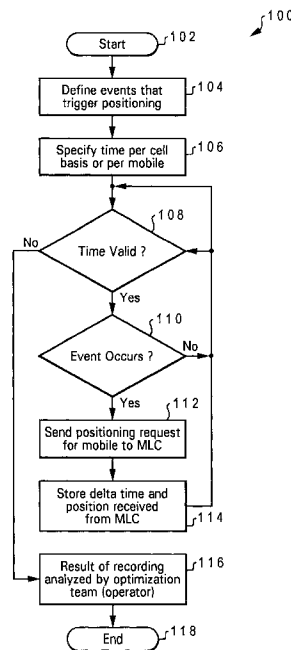 100
Start
102
Define events that
trigger positioning
104
Specify time per cell
basis or per mobile
106
108
No
Time Valid ?
Yes
110
No
Event Occurs ?
Yes
112
Send positioning request
for mobile to MLC
Store delta time and
position received
from MLC
114
116
Result of recording
analyzed by optimization
team (operator)
End
118